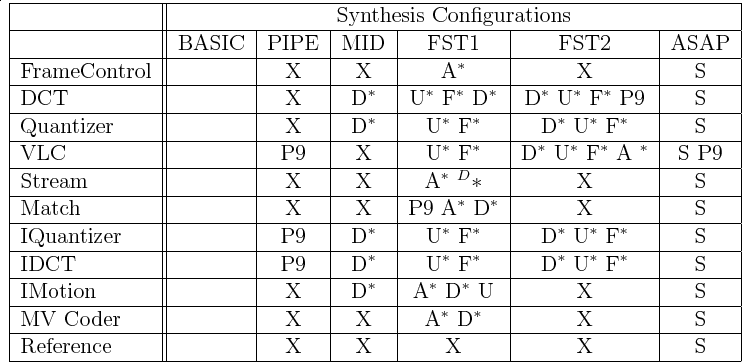 Synthesis Configurations
BASIC PIPE MID FST1 FST2 ASAP
FrameControl X X A* X S
DCT X D* U* F* D* D* U* F* P9 S
Quantizer X D* U* F* D* U* F* S
VLC P9 X U* F* D* U* F* A * S P9
Stream X X A* D* X S
Match X X P9 A* D* X S
IQuantizer P9 D* U* F* D* U* F* S
IDCT P9 D* U* F* D* U* F* S
IMotion X D* A* D* U X S
MV Coder X X A* D* X S
Reference X X X X S